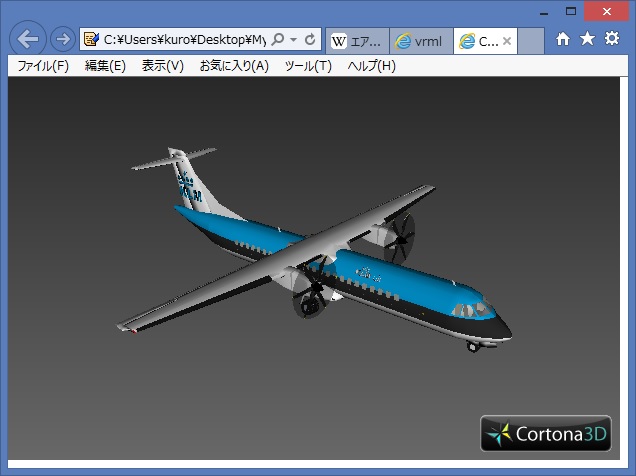 C:¥Users¥kuro¥Desktop¥My
W エア...
vrml
C...
ファイル(F) 編集(E) 表示(V) お気に入り(A) ツール(T) ヘルプ(H)
Cortona3D